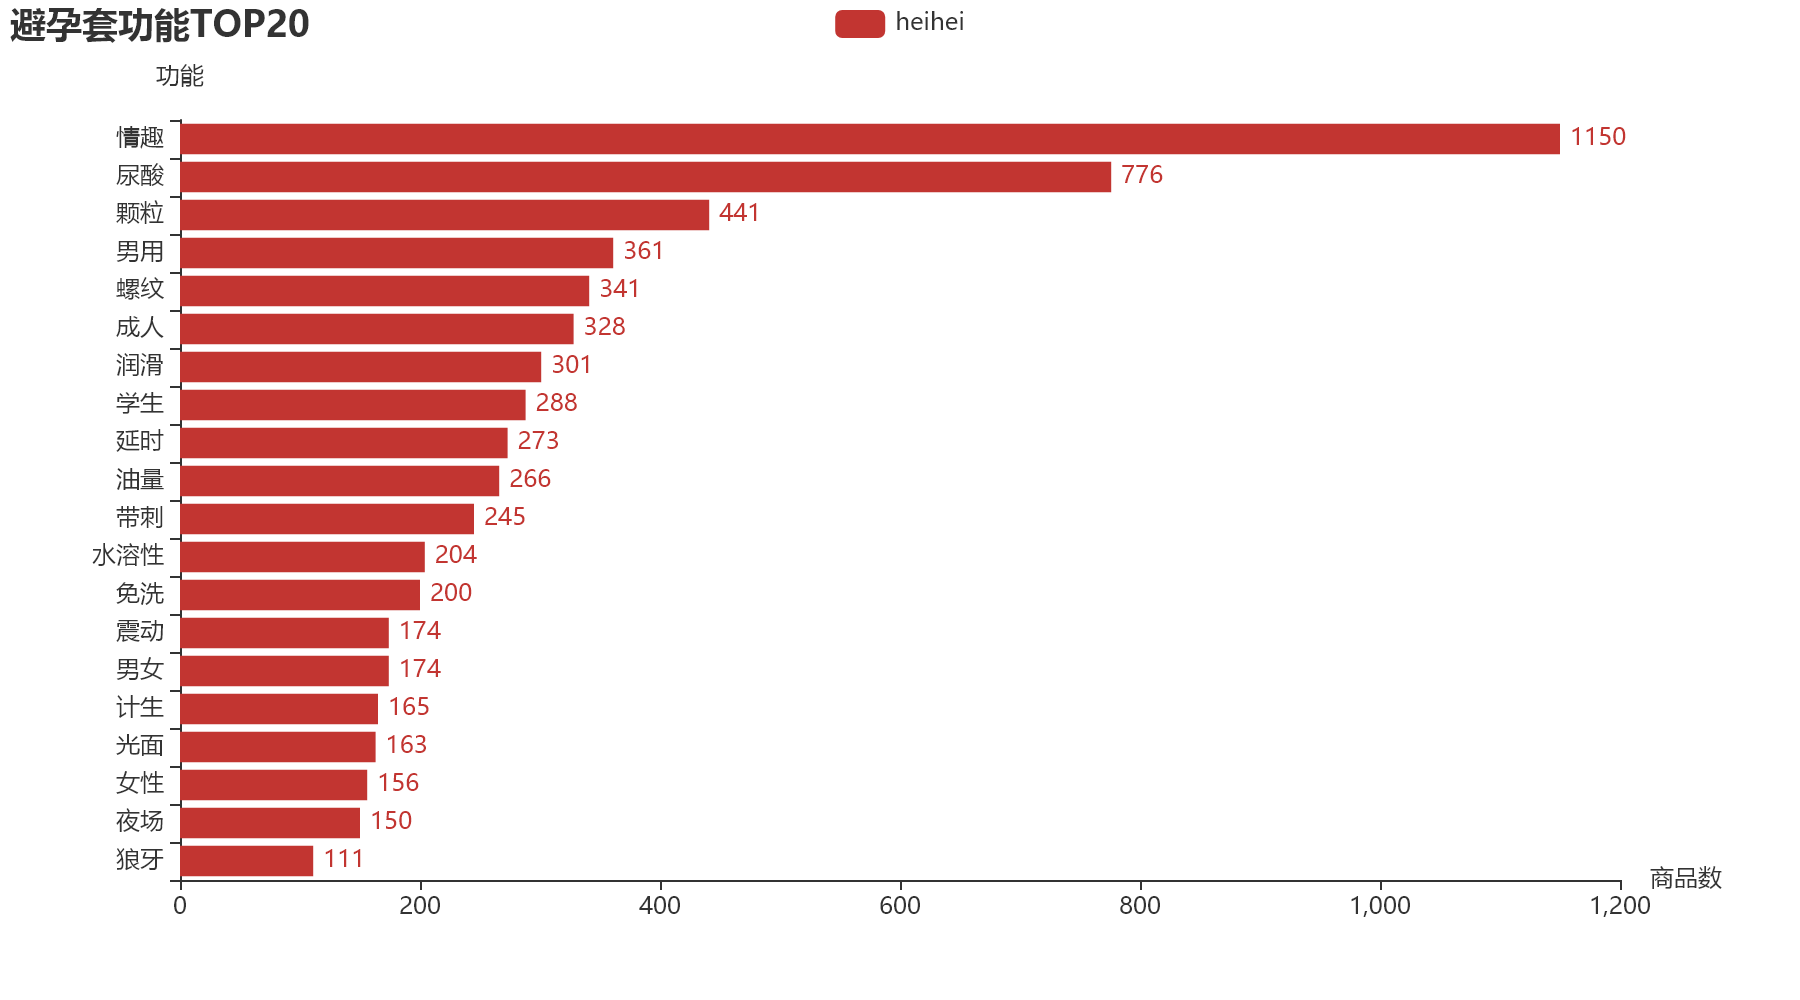 避孕套功能TOP20
heihei
功能
情趣 1150
尿酸 776
颗粒 441
男用 361
螺纹 341
成人 328
润滑 301
学生 288
延时 273
油量 266
带刺 245
水溶性 204
免洗 200
震动 174
男女 174
计生 165
光面 163
女性 156
夜场 150
狼牙 111
商品数
0 200 400 600 800 1,000 1,200